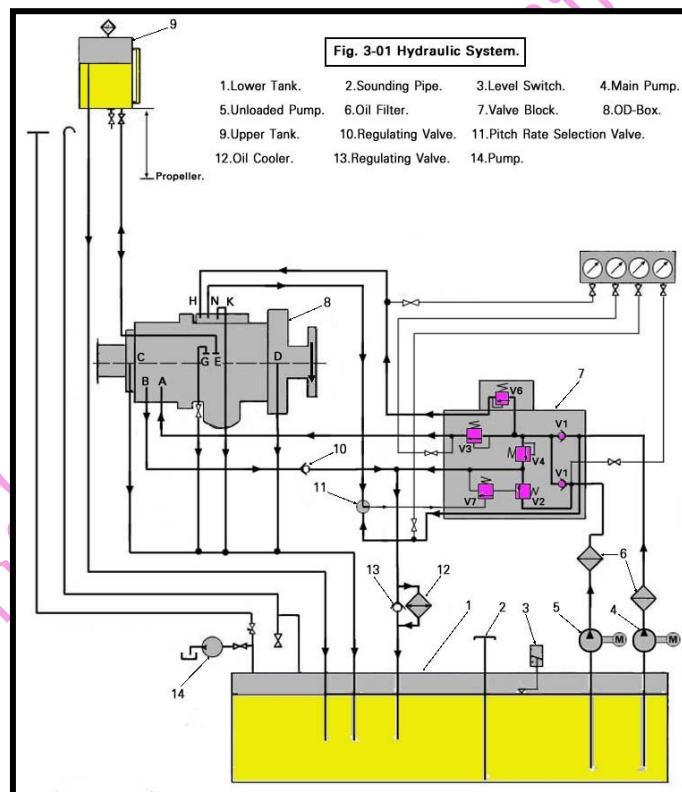 9
Fig. 3-01 Hydraulic System.
1.Lower Tank. 2.Sounding Pipe. 3.Level Switch. 4.Main Pump.
5.Unloaded Pump. 6.Oil Filter. 7.Valve Block. 8.OD-Box.
9.Upper Tank. 10.Regulating Valve. 11.Pitch Rate Selection Valve.
12.Oil Cooler. 13.Regulating Valve. 14.Pump.
Propeller.
H N K
8
C G E D
B A
7
V6
V3 V1
V4
10
V1
11
V7 V2
6
13 12
1 2 3 5 4
M M
14